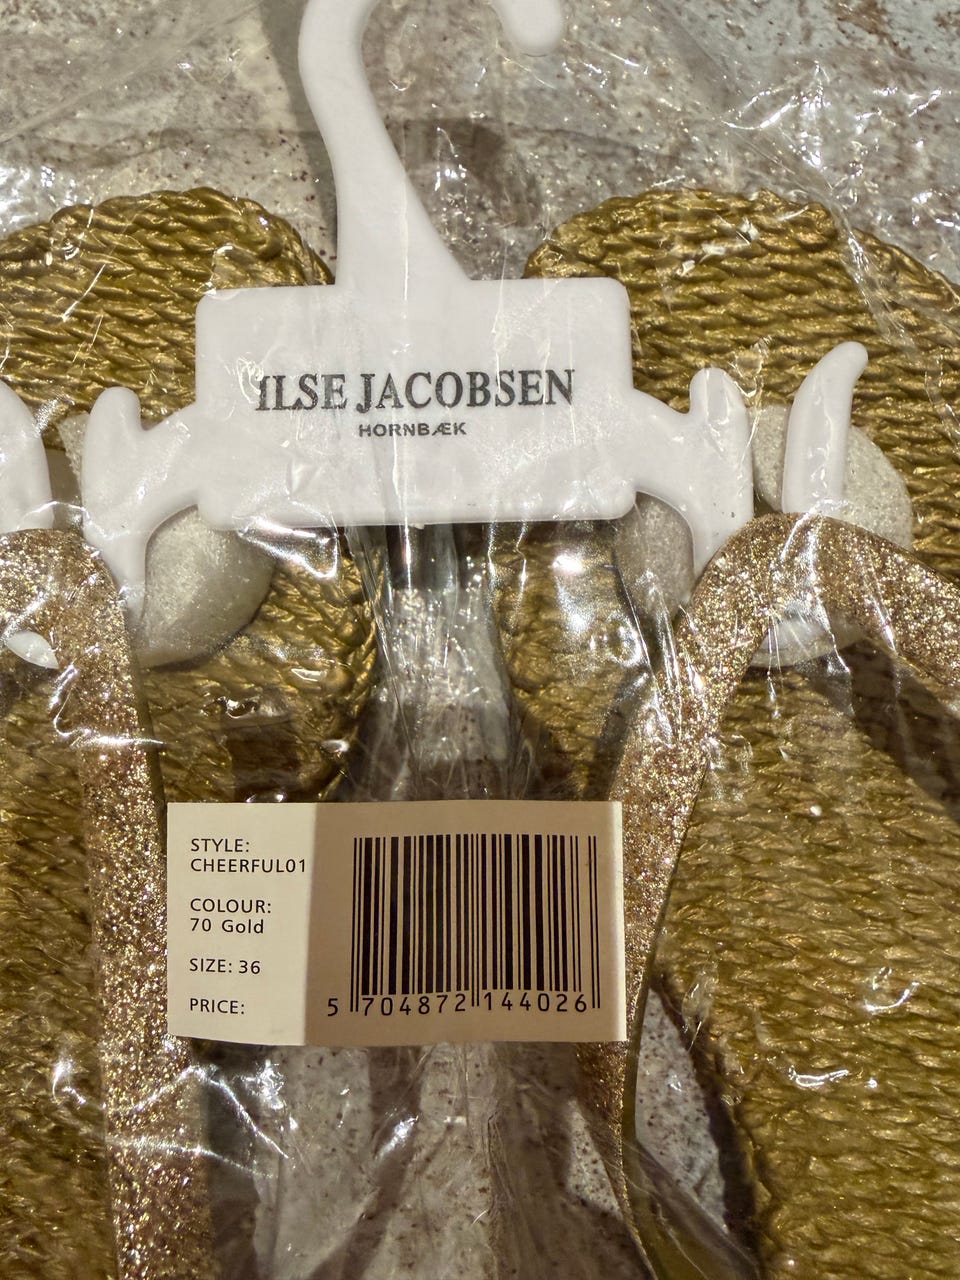 ILSE JACOBSEN
HORNBÆK
STYLE:
CHEERFUL01
COLOUR:
70 Gold
SIZE: 36
PRICE:
5 704872 144026